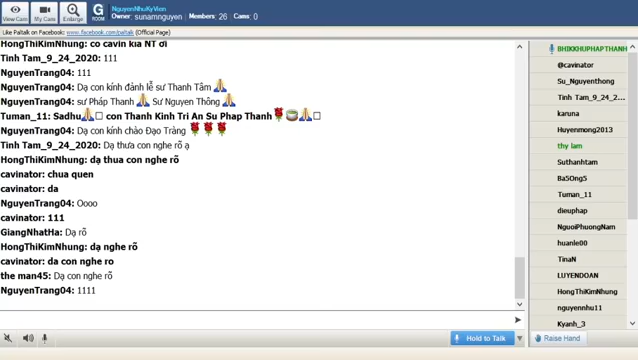 View Cam
My Cam
Enlarge
G
ROOM
NguyenNhuKyVien
Owner: sunamnguyen | Members: 26 | Cams: 0
Like Paltalk on Facebook: www.facebook.com/paltalk (Official Page)
HongThiKimNhung: co cavin kia NT ơi
Tinh Tam_9_24_2020: 111
NguyenTrang04: 111
NguyenTrang04: Dạ con kính đảnh lễ sư Thanh Tâm 🙏
NguyenTrang04: sư Pháp Thanh 🙏 Sư Nguyen Thông 🙏
Tuman_11: Sadhu🙏□ con Thanh Kinh Tri An Su Phap Thanh🌹🍵🙏□
NguyenTrang04: Dạ con kính chào Đạo Tràng 🌹🌹🌹
Tinh Tam_9_24_2020: Dạ thưa con nghe rõ ạ
HongThiKimNhung: dạ thua con nghe rõ
cavinator: chua quen
cavinator: da
NguyenTrang04: Oooo
cavinator: 111
GiangNhatHa: Dạ rõ
HongThiKimNhung: dạ nghe rõ
cavinator: da con nghe ro
the man45: Dạ con nghe rõ
NguyenTrang04: 1111
Hold to Talk
BHIKKHUPHAPTHANH
@cavinator
Su_Nguyenthong
Tinh Tam_9_24_2...
karuna
Huyenmong2013
thy lam
Suthanhtam
Ba5Ong5
Tuman_11
dieuphap
NguoiPhuongNam
huanle00
TinaN
LUYENDOAN
HongThiKimNhung
nguyennhu11
Kyanh_3
Raise Hand